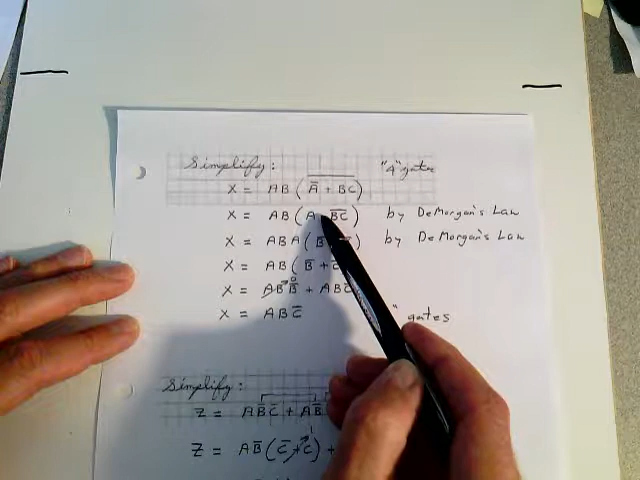 Simplify: "4" gates
X = AB ( \overline{A̅ + BC} )
X = AB ( A B̅C̅ ) by DeMorgan's Law
X = ABA ( B̅ by DeMorgan's Law
X = AB ( B̅ +
X = ABB̅ + ABC̅
X = ABC̅ " gates
Simplify:
Z = AB̅C̅ + AB̅
Z = AB̅ ( C̅ + C ) +